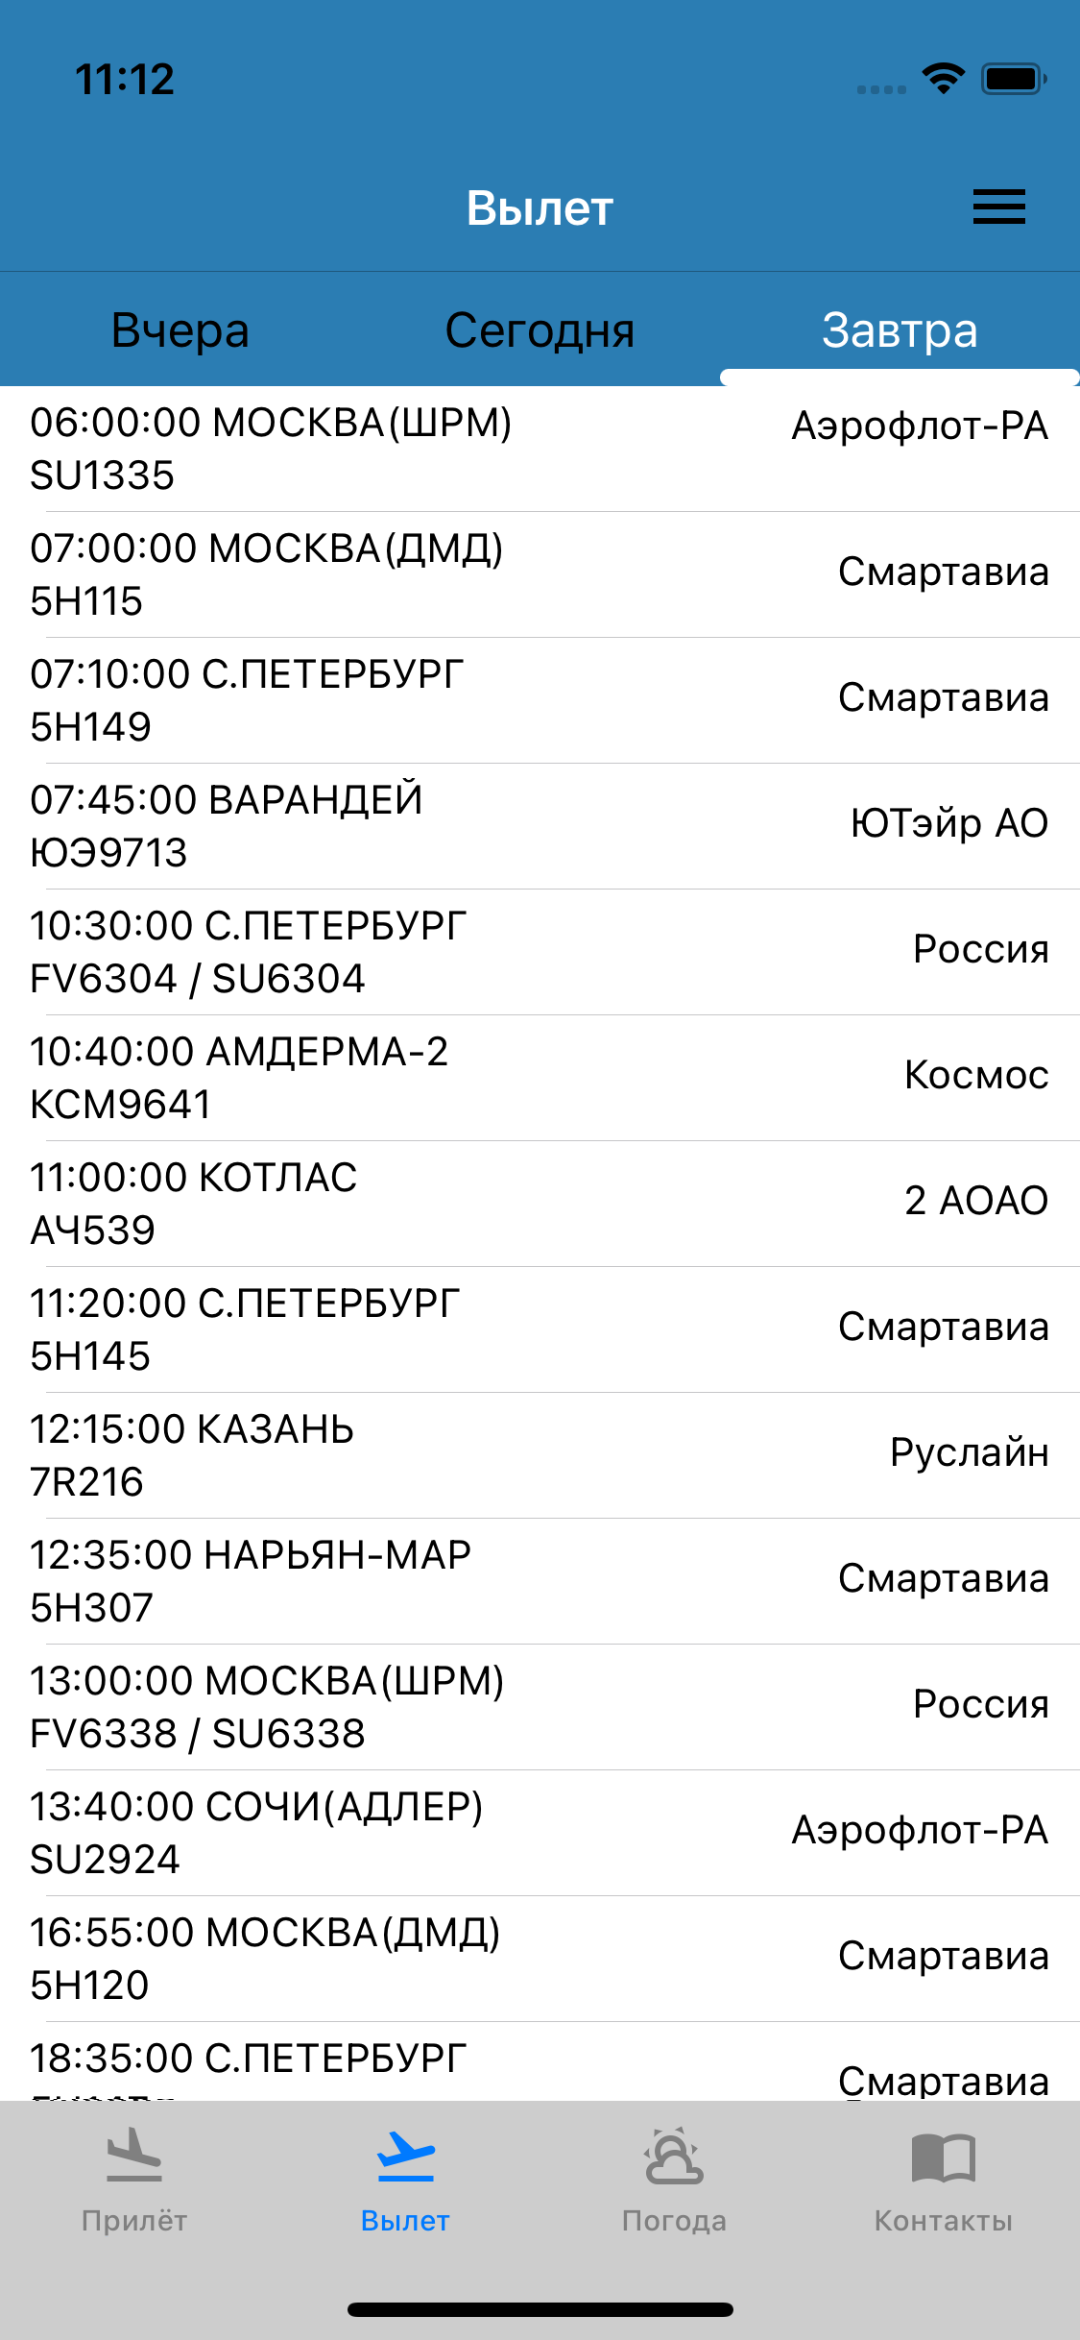 11:12
Вылет
Вчера Сегодня Завтра
06:00:00 МОСКВА(ШРМ) Аэрофлот-РА
SU1335
07:00:00 МОСКВА(ДМД) Смартавиа
5Н115
07:10:00 С.ПЕТЕРБУРГ Смартавиа
5Н149
07:45:00 ВАРАНДЕЙ ЮТэйр АО
ЮЭ9713
10:30:00 С.ПЕТЕРБУРГ Россия
FV6304 / SU6304
10:40:00 АМДЕРМА-2 Космос
КСМ9641
11:00:00 КОТЛАС 2 АОАО
АЧ539
11:20:00 С.ПЕТЕРБУРГ Смартавиа
5Н145
12:15:00 КАЗАНЬ Руслайн
7R216
12:35:00 НАРЬЯН-МАР Смартавиа
5Н307
13:00:00 МОСКВА(ШРМ) Россия
FV6338 / SU6338
13:40:00 СОЧИ(АДЛЕР) Аэрофлот-РА
SU2924
16:55:00 МОСКВА(ДМД) Смартавиа
5Н120
18:35:00 С.ПЕТЕРБУРГ Смартавиа
Прилёт Вылет Погода Контакты